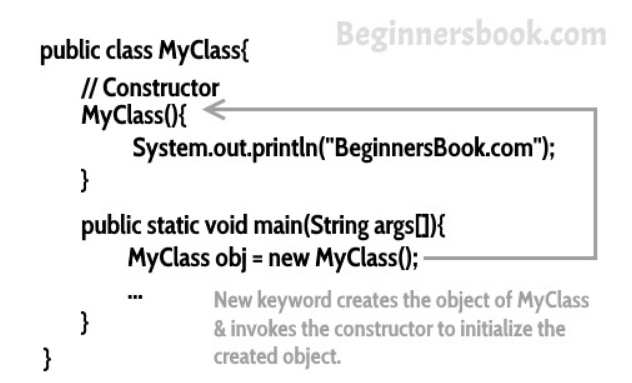 Beginnersbook.com
public class MyClass{
// Constructor
MyClass(){
System.out.println("BeginnersBook.com");
}
public static void main(String args[]){
MyClass obj = new MyClass();
...
}
}
New keyword creates the object of MyClass
& invokes the constructor to initialize the
created object.